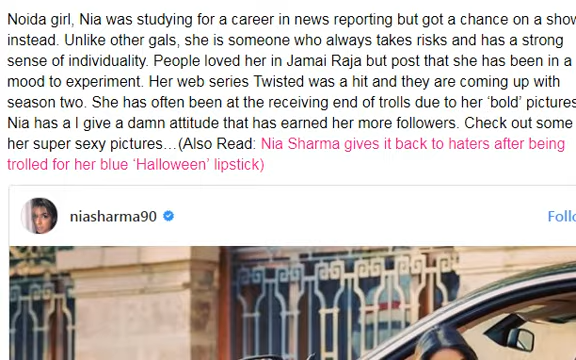 Noida girl, Nia was studying for a career in news reporting but got a chance on a show
instead. Unlike other gals, she is someone who always takes risks and has a strong
sense of individuality. People loved her in Jamai Raja but post that she has been in a
mood to experiment. Her web series Twisted was a hit and they are coming up with
season two. She has often been at the receiving end of trolls due to her ‘bold’ pictures
Nia has a I give a damn attitude that has earned her more followers. Check out some
her super sexy pictures…(Also Read: Nia Sharma gives it back to haters after being
trolled for her blue ‘Halloween’ lipstick)
niasharma90